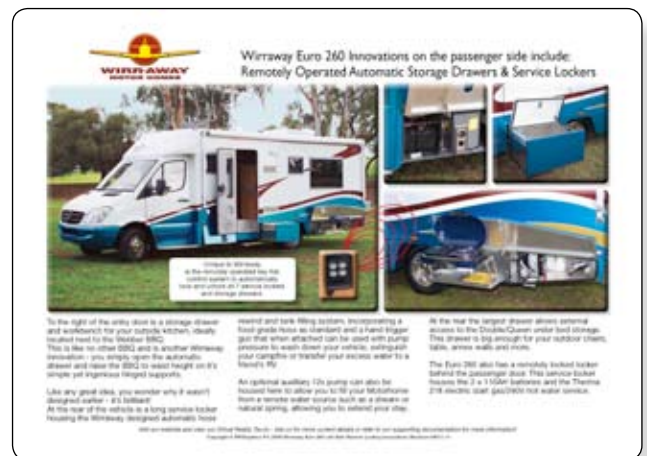 WIRRAWAY
MOTOR HOMES
Wirraway Euro 260 Innovations on the passenger side include:
Remotely Operated Automatic Storage Drawers & Service Lockers
Unique to Wirraway
is the remotely operated key fob
control system to automatically
lock and unlock all 7 service lockers
and storage drawers
To the right of the entry door is a storage drawer
and workbench for your outside kitchen, ideally
located next to the Webber BBQ.
This is like no other BBQ and is another Wirraway
innovation - you simply open the automatic
drawer and raise the BBQ to waist height on it's
simple yet ingenious hinged supports.
Like any great idea, you wonder why it wasn't
designed earlier - it's brilliant!
At the rear of the vehicle is a long service locker
housing the Wirraway designed automatic hose
rewind and tank filling system, incorporating a
food grade hose as standard and a hand trigger
gun that when attached can be used with pump
pressure to wash down your vehicle, extinguish
your campfire or transfer your excess water to a
friend's RV.
An optional auxiliary 12v pump can also be
housed here to allow you to fill your Motorhome
from a remote water source such as a stream or
natural spring, allowing you to extend your stay.
At the rear the largest drawer allows external
access to the Double/Queen under bed storage.
This drawer is big enough for your outdoor chairs,
table, annex walls and more.
The Euro 260 also has a remotely locked locker
behind the passenger door. This service locker
houses the 2 x 110AH batteries and the Therma
218 electric start gas/240V hot water service.